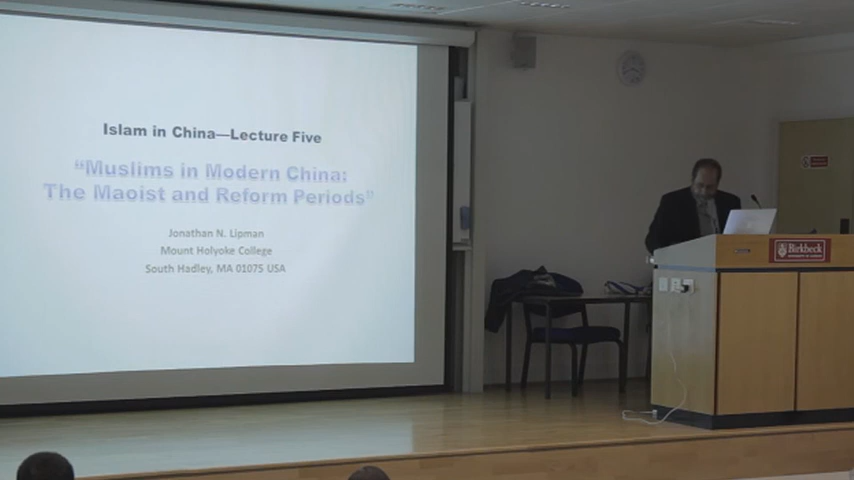 Islam in China—Lecture Five
“Muslims in Modern China:
The Maoist and Reform Periods”
Jonathan N. Lipman
Mount Holyoke College
South Hadley, MA 01075 USA
Birkbeck